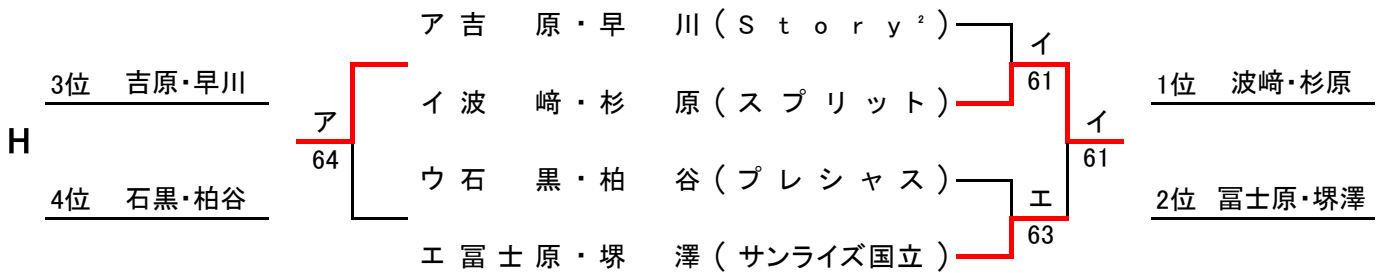 ア 吉原・早川 (Story²)
イ
61
3位 吉原・早川
1位 波﨑・杉原
イ 波﨑・杉原 (スプリット)
H
ア
64
イ
61
ウ 石黒・柏谷 (プレシャス)
4位 石黒・柏谷
エ
63
2位 冨士原・堺澤
エ 冨士原・堺澤 (サンライズ国立)